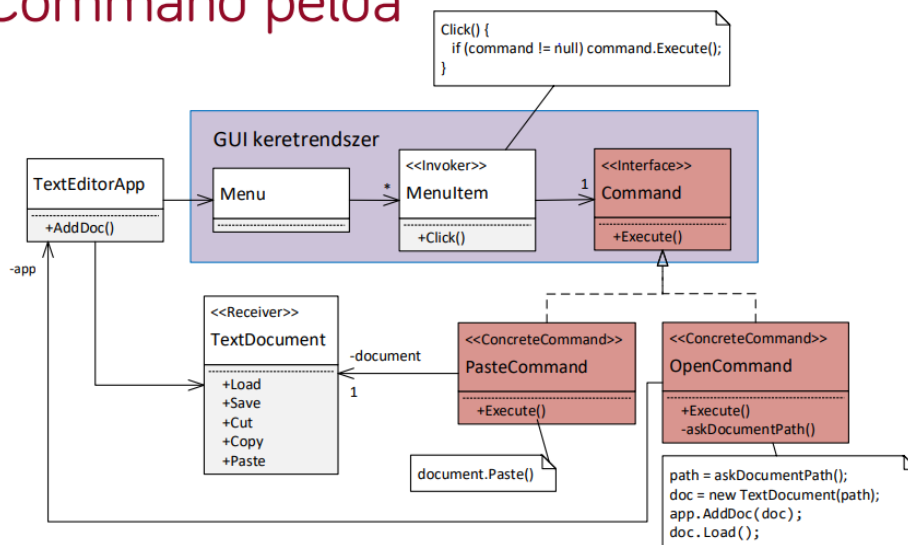 Command példa
Click() {
if (command != null) command.Execute();
}
GUI keretrendszer
TextEditorApp
+AddDoc()
Menu
*
<<Invoker>>
MenuItem
+Click()
1
<<Interface>>
Command
+Execute()
-app
<<Receiver>>
TextDocument
+Load
+Save
+Cut
+Copy
+Paste
-document
1
<<ConcreteCommand>>
PasteCommand
+Execute()
<<ConcreteCommand>>
OpenCommand
+Execute()
-askDocumentPath()
document.Paste()
path = askDocumentPath();
doc = new TextDocument(path);
app.AddDoc(doc);
doc.Load();